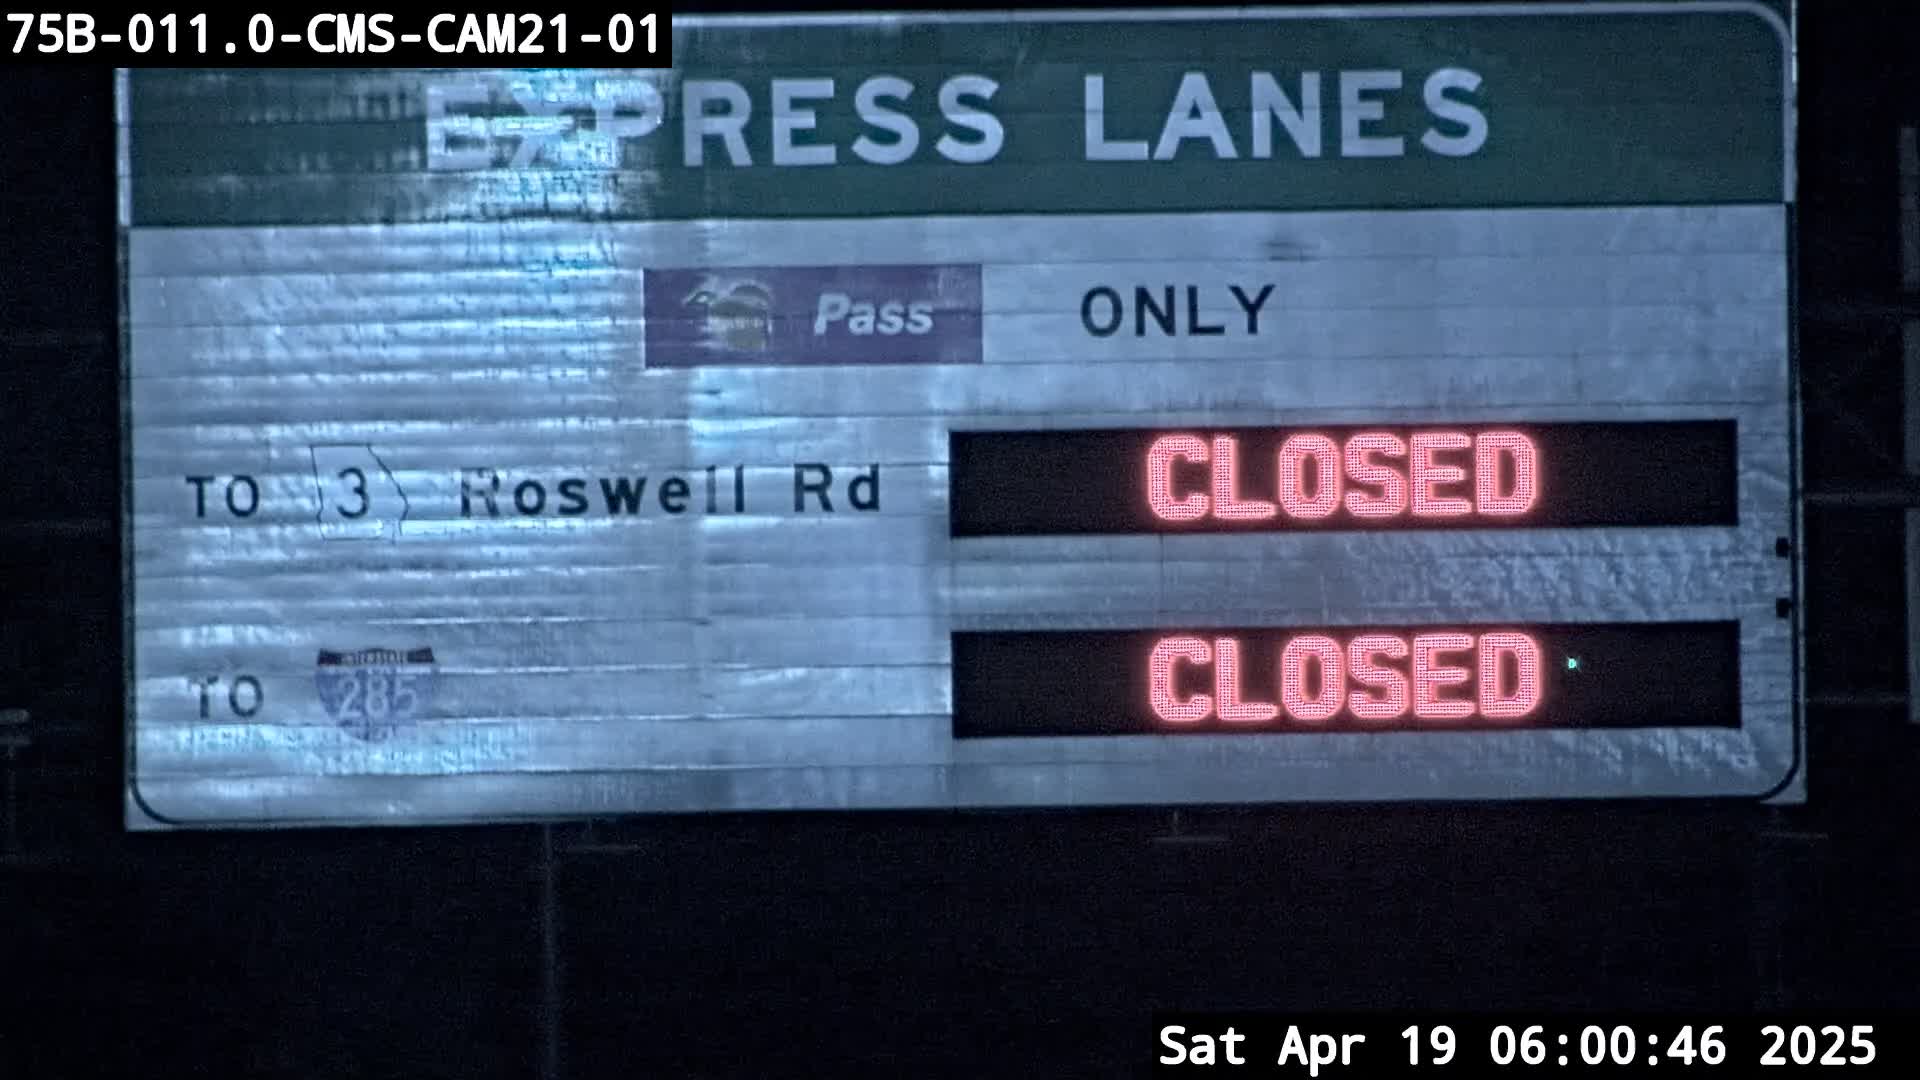 75B-011.0-CMS-CAM21-01
EXPRESS LANES
Pass ONLY
TO 3 Roswell Rd CLOSED
TO 285 CLOSED
Sat Apr 19 06:00:46 2025